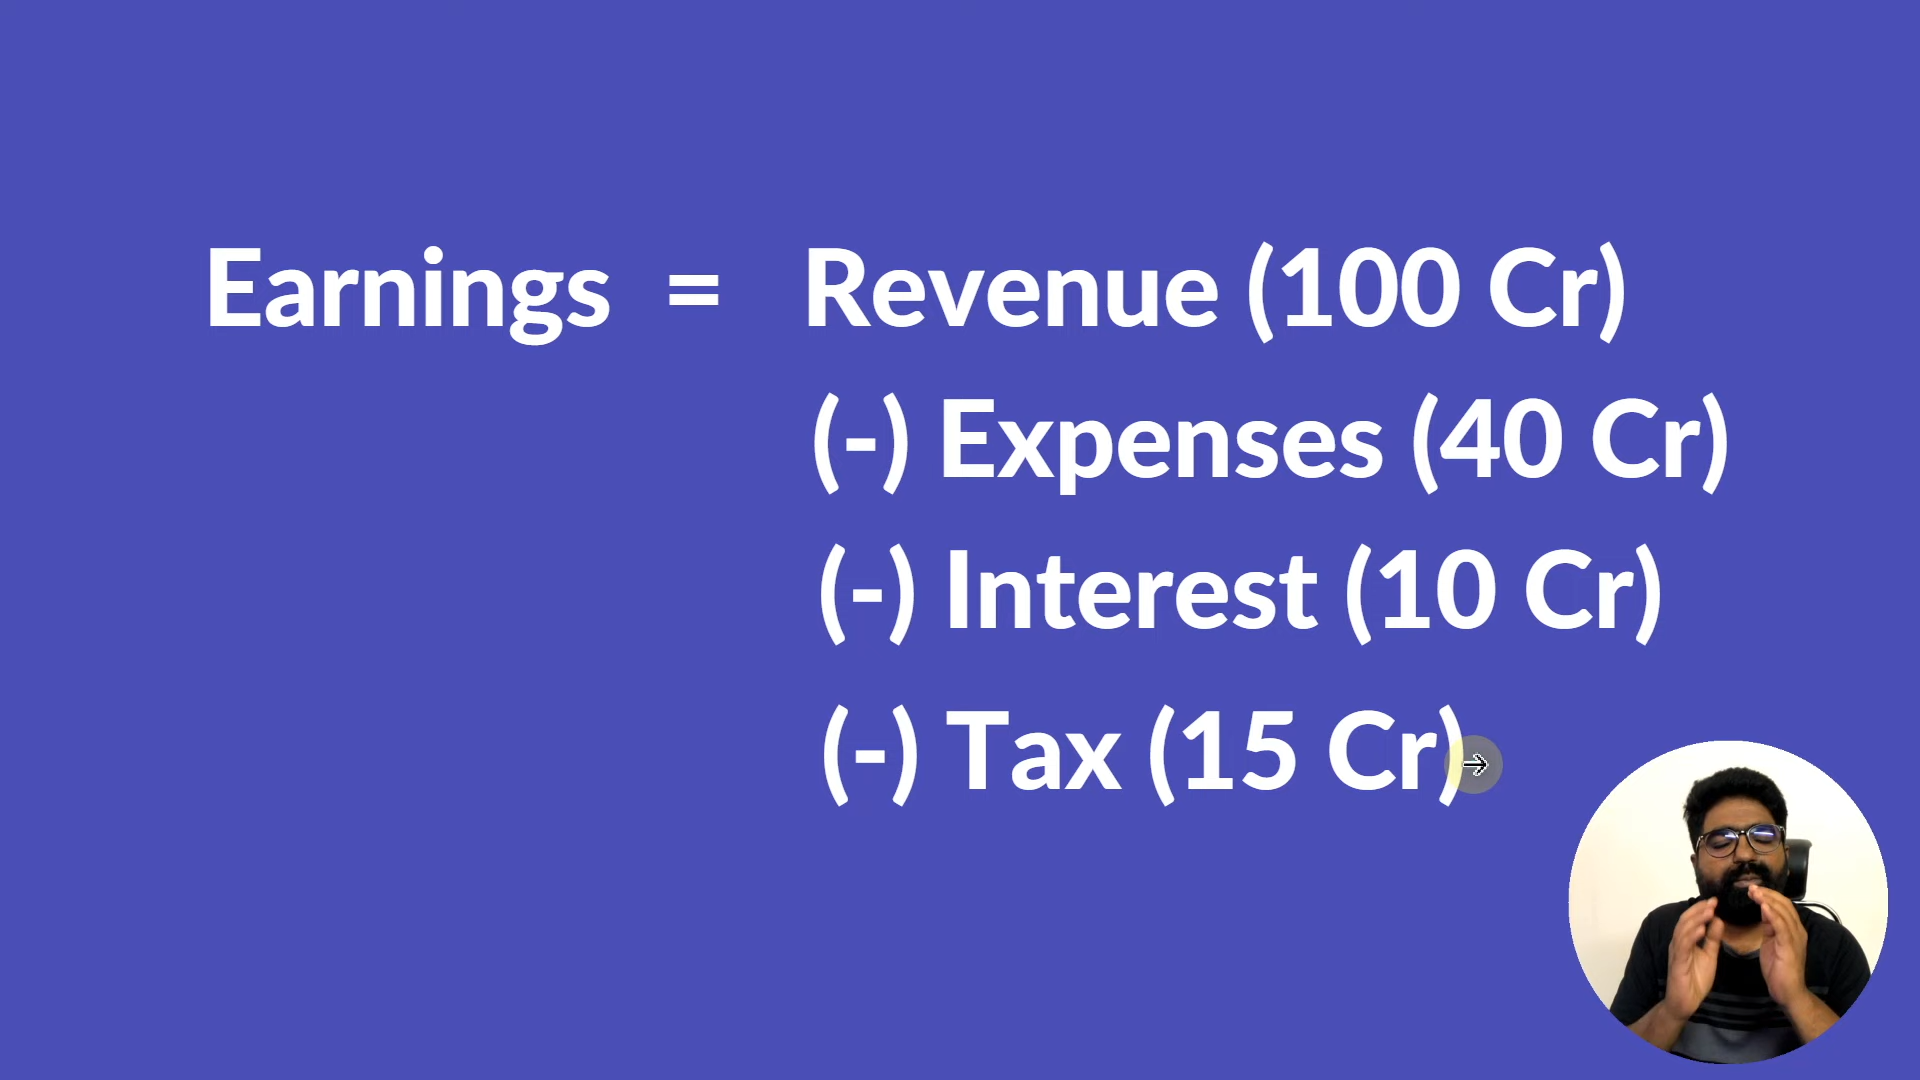 Earnings = Revenue (100 Cr)
(-) Expenses (40 Cr)
(-) Interest (10 Cr)
(-) Tax (15 Cr)